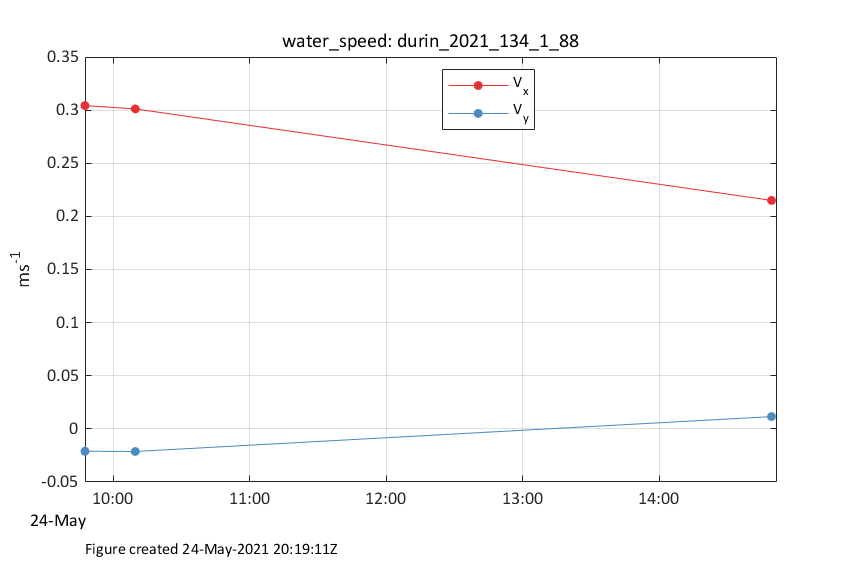 water_speed: durin_2021_134_1_88
0.35
0.3
0.25
0.2
0.15
0.1
0.05
0
-0.05
ms-1
Vx
Vy
10:00 11:00 12:00 13:00 14:00
24-May
Figure created 24-May-2021 20:19:11Z